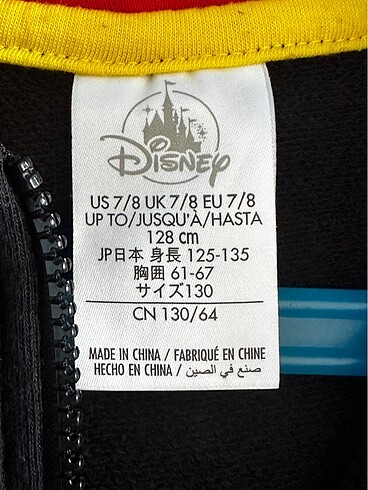 Disney
US 7/8 UK 7/8 EU 7/8
UP TO/JUSQU'À/HASTA
128 cm
JP日本 身長 125-135
胸囲 61-67
サイズ130
CN 130/64
MADE IN CHINA / FABRIQUÉ EN CHINE
HECHO EN CHINA / صنع في الصين